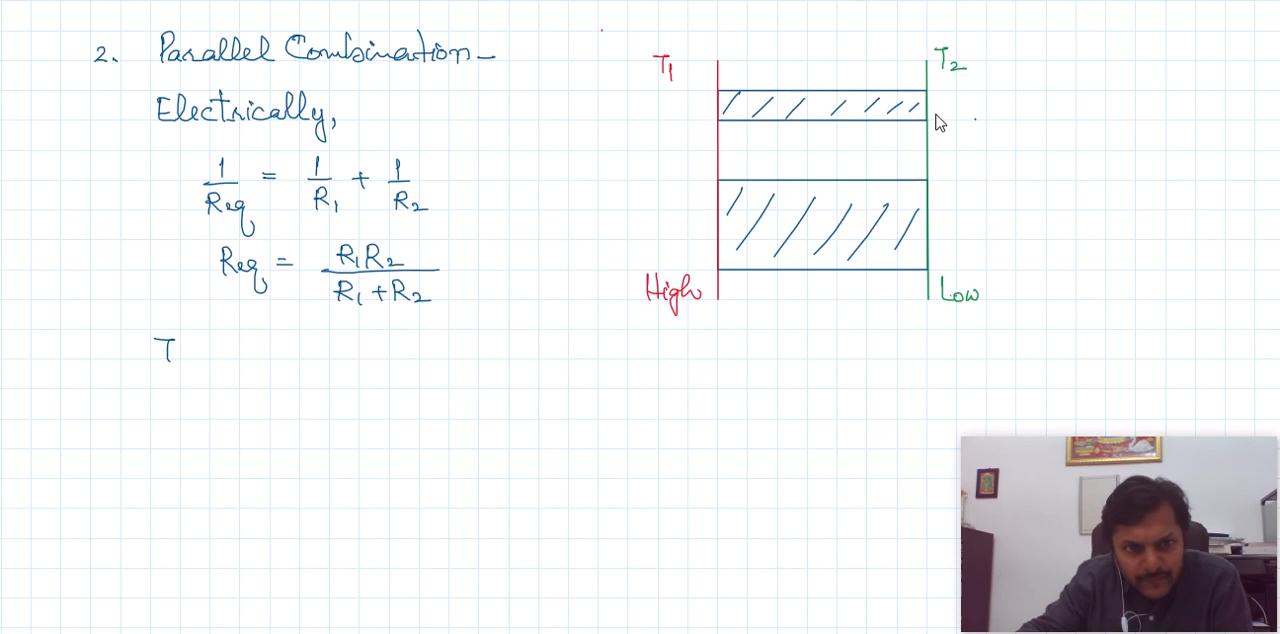 2. Parallel Combination -
Electrically,
1/Req = 1/R₁ + 1/R₂
Req = R₁R₂/(R₁+R₂)
T
T₁
T₂
High
Low